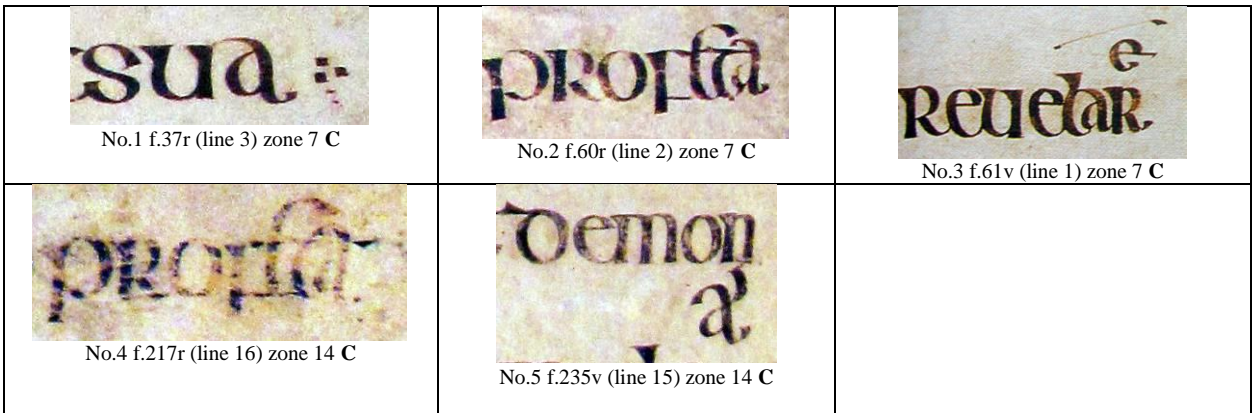 sua
No.1 f.37r (line 3) zone 7 C
No.2 f.60r (line 2) zone 7 C
e
Reuelar
No.3 f.61v (line 1) zone 7 C
No.4 f.217r (line 16) zone 14 C
demon
a
No.5 f.235v (line 15) zone 14 C